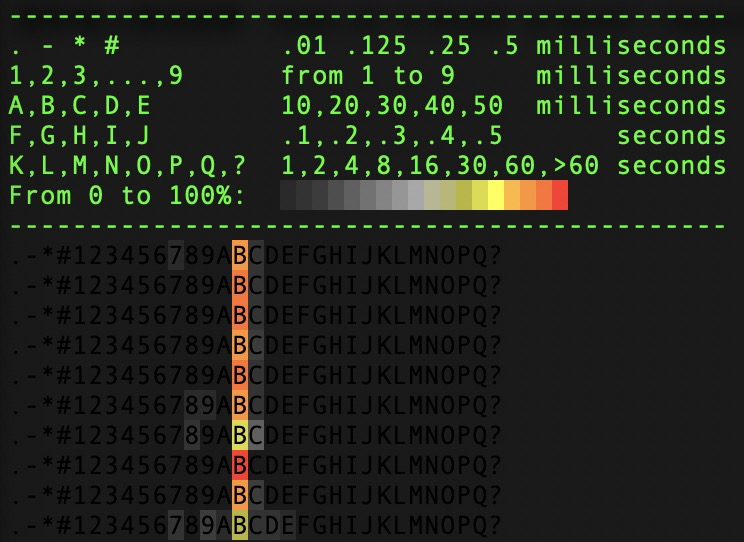 ---------------------------------------------
. - * # .01 .125 .25 .5 milliseconds
1,2,3,...,9 from 1 to 9 milliseconds
A,B,C,D,E 10,20,30,40,50 milliseconds
F,G,H,I,J .1,.2,.3,.4,.5 seconds
K,L,M,N,O,P,Q,? 1,2,4,8,16,30,60,>60 seconds
From 0 to 100%:
---------------------------------------------
.-*#123456789ABCDEFGHIJKLMNOPQ?
.-*#123456789ABCDEFGHIJKLMNOPQ?
.-*#123456789ABCDEFGHIJKLMNOPQ?
.-*#123456789ABCDEFGHIJKLMNOPQ?
.-*#123456789ABCDEFGHIJKLMNOPQ?
.-*#123456789ABCDEFGHIJKLMNOPQ?
.-*#123456789ABCDEFGHIJKLMNOPQ?
.-*#123456789ABCDEFGHIJKLMNOPQ?
.-*#123456789ABCDEFGHIJKLMNOPQ?
.-*#123456789ABCDEFGHIJKLMNOPQ?